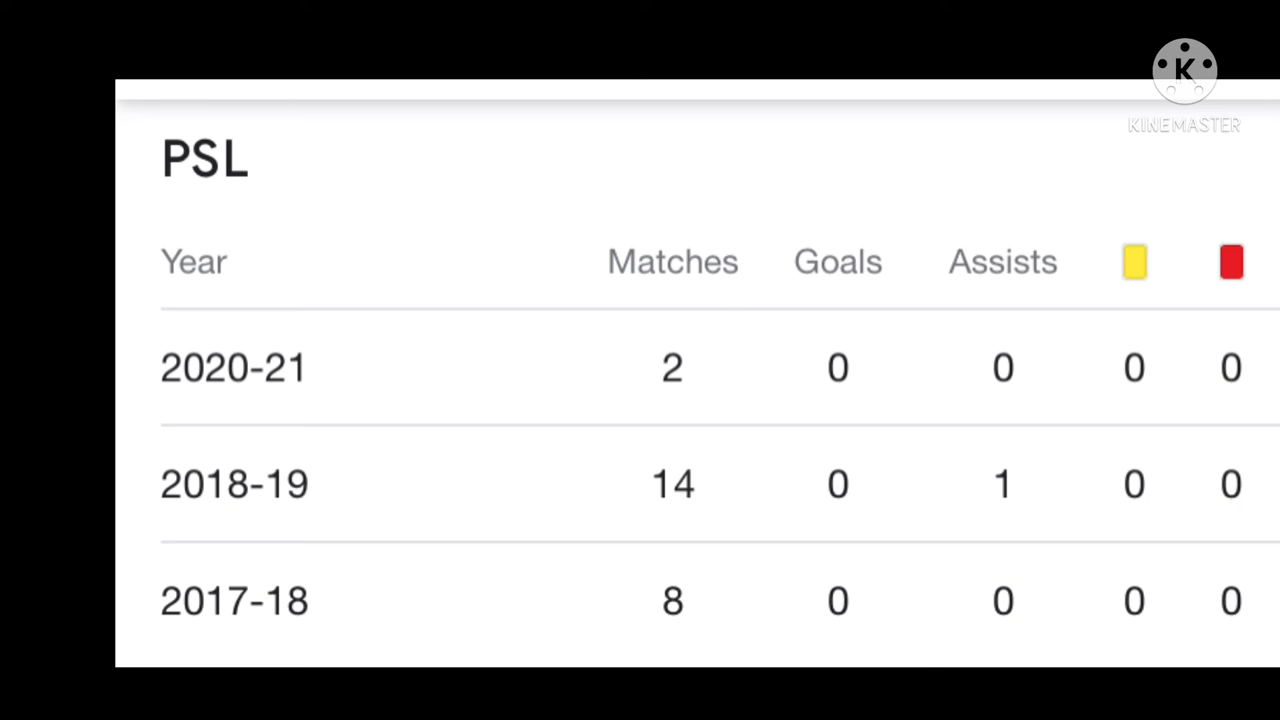 K
KINEMASTER
PSL
Year Matches Goals Assists
2020-21 2 0 0 0 0
2018-19 14 0 1 0 0
2017-18 8 0 0 0 0